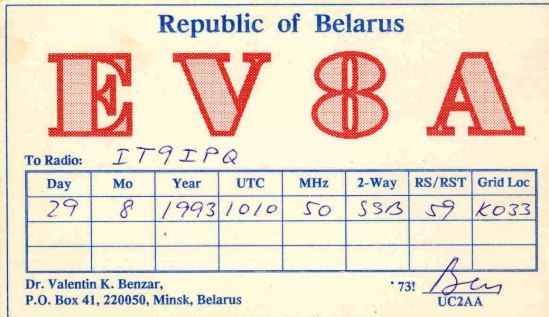 Republic of Belarus
EV8A
To Radio: IT9IPQ
Day Mo Year UTC MHz 2-Way RS/RST Grid Loc
29 8 1993 1010 50 SSB 59 KO33
Dr. Valentin K. Benzar, '73! Ben
P.O. Box 41, 220050, Minsk, Belarus UC2AA